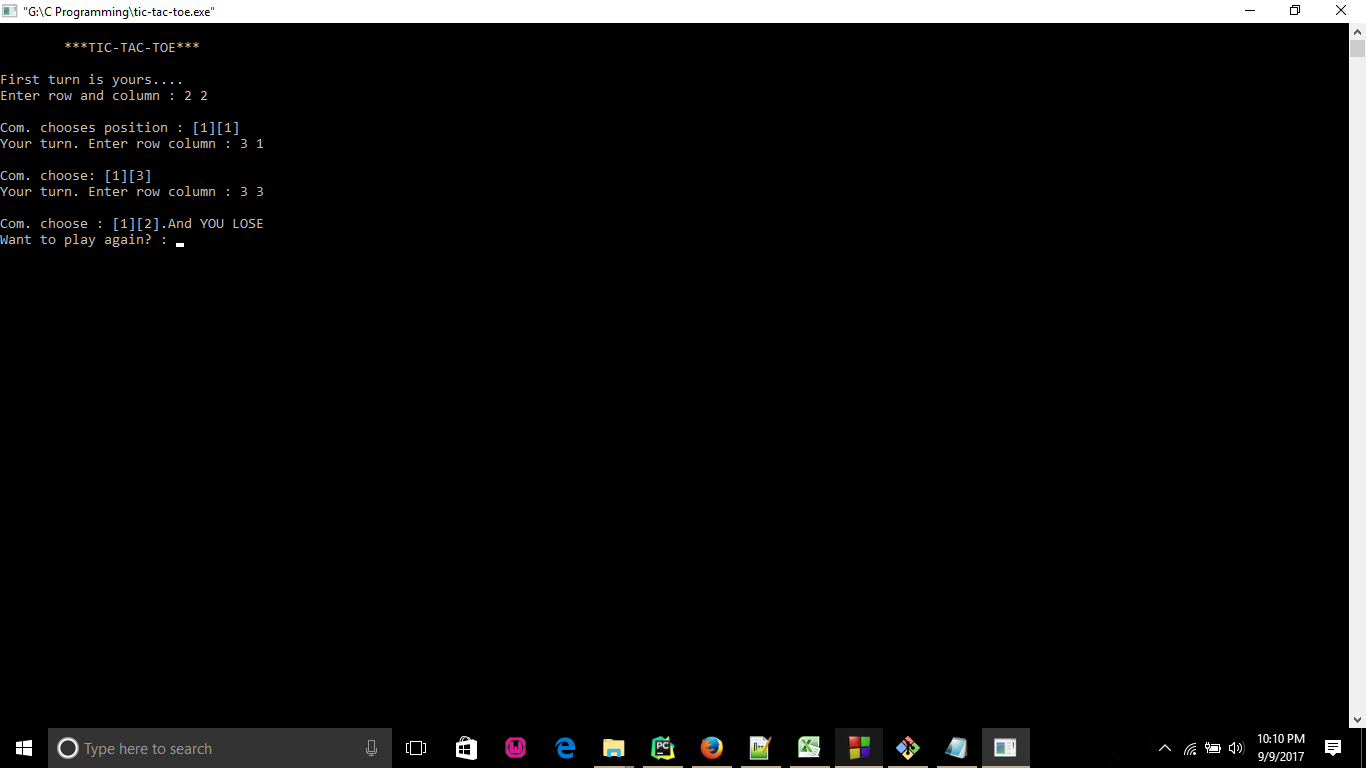 "G:\C Programming\tic-tac-toe.exe"
***TIC-TAC-TOE***
First turn is yours....
Enter row and column : 2 2
Com. chooses position : [1][1]
Your turn. Enter row column : 3 1
Com. choose: [1][3]
Your turn. Enter row column : 3 3
Com. choose : [1][2].And YOU LOSE
Want to play again? :
Type here to search
PC
10:10 PM
9/9/2017